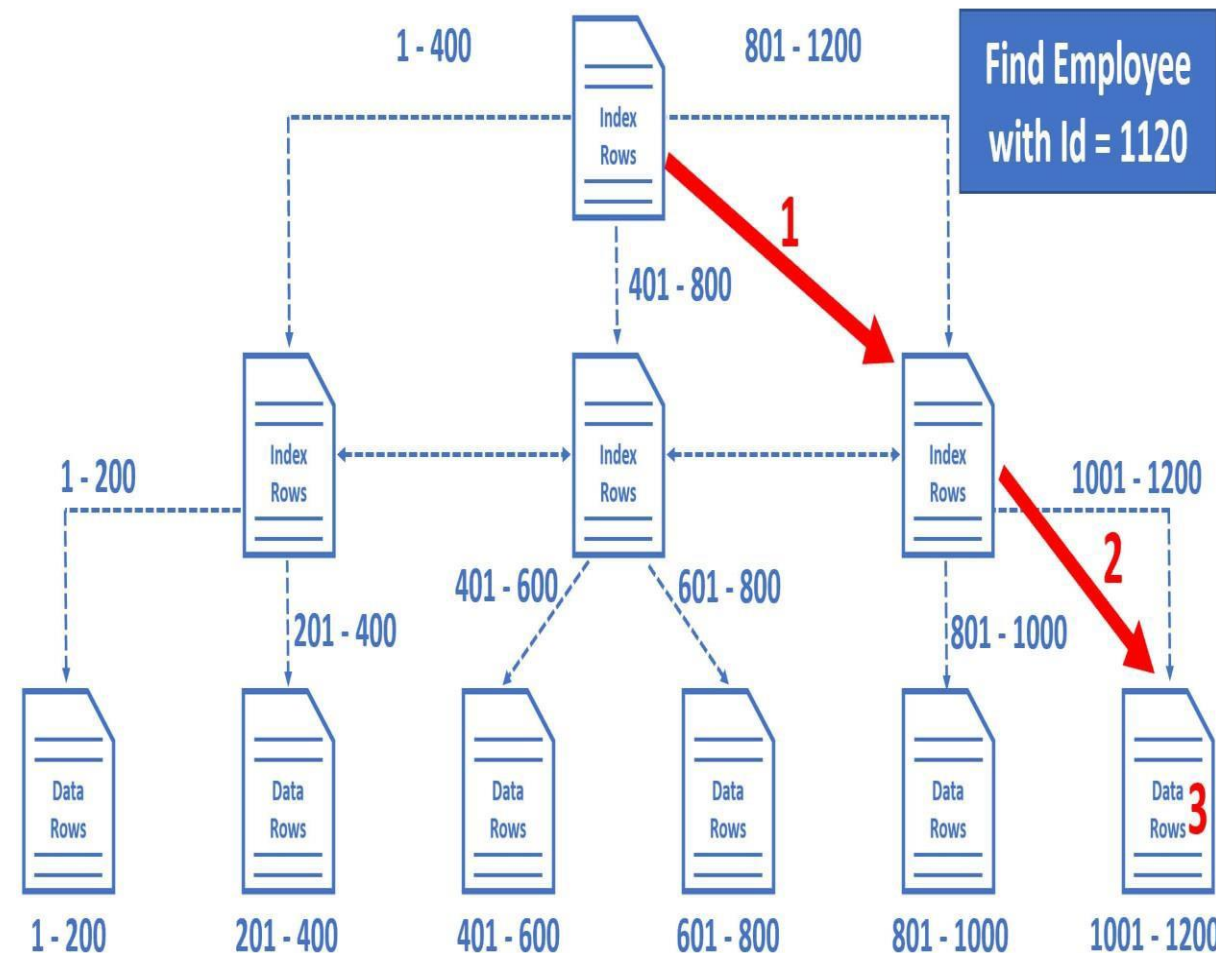 1 - 400
801 - 1200
Find Employee
with Id = 1120
Index
Rows
1
401 - 800
Index
Rows
Index
Rows
Index
Rows
1 - 200
1001 - 1200
2
401 - 600
601 - 800
201 - 400
801 - 1000
Data
Rows
Data
Rows
Data
Rows
Data
Rows
Data
Rows
Data
Rows
3
1 - 200
201 - 400
401 - 600
601 - 800
801 - 1000
1001 - 1200